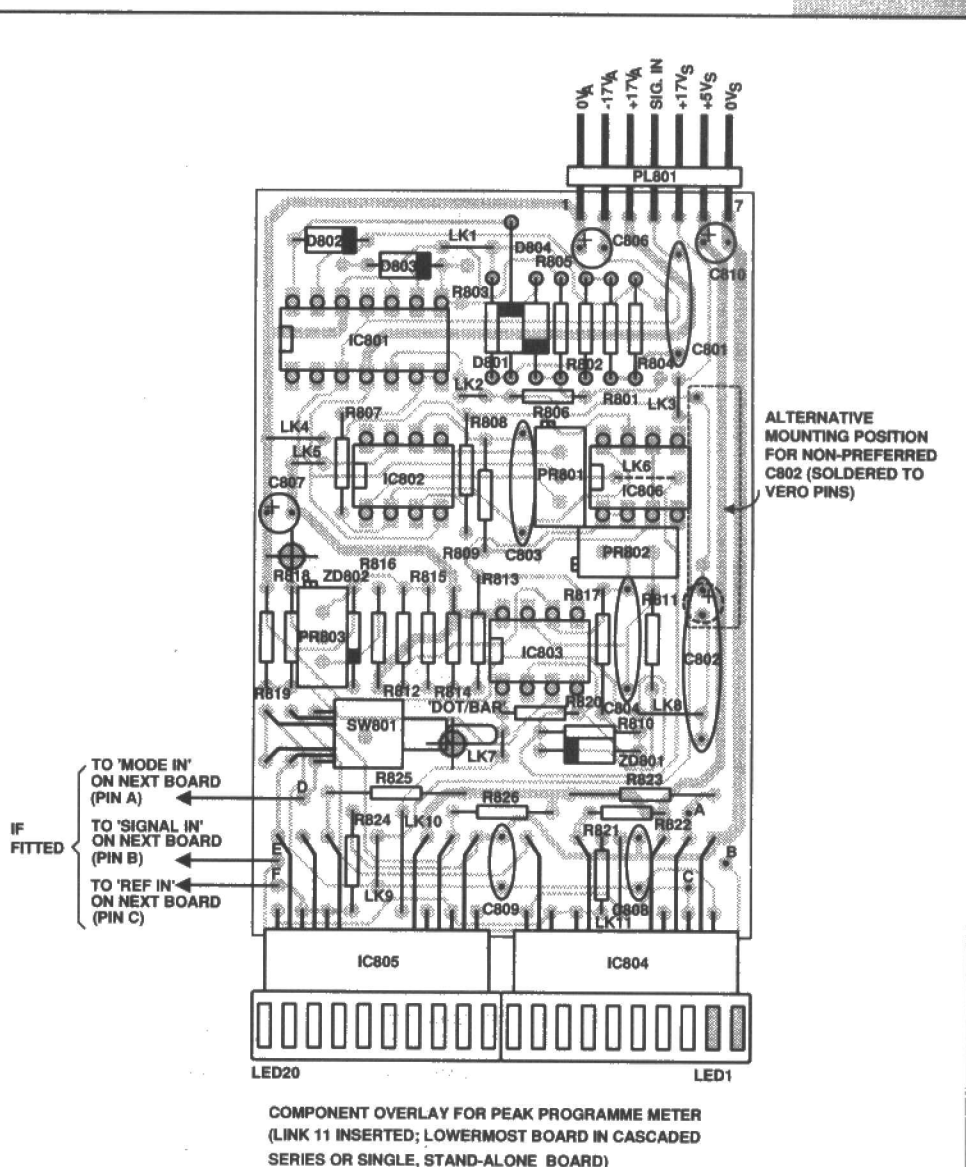 0VA
-17VA
+17VA
SIG. IN
+17VS
+5VS
0VS
PL801
1
7
D802
LK1
D804
C806
D803
R805
C810
R803
IC801
D801
R802
R804
C801
LK2
R801
LK3
R807
R808
R806
LK4
LK5
C807
IC802
PR801
LK6
IC806
ALTERNATIVE
MOUNTING POSITION
FOR NON-PREFERRED
C802 (SOLDERED TO
VERO PINS)
R809
C803
PR802
R818
ZD802
R816
R815
R813
R817
R811
PR803
IC803
C802
R819
R812
R814
R820
C804
LK8
'DOT/BAR'
SW801
R810
LK7
ZD801
TO 'MODE IN'
ON NEXT BOARD
(PIN A)
D
R825
R823
R826
A
IF
FITTED
TO 'SIGNAL IN'
ON NEXT BOARD
(PIN B)
R824
LK10
R821
R822
E
B
TO 'REF IN'
ON NEXT BOARD
(PIN C)
F
LK9
C809
C808
C
LK11
IC805
IC804
LED20
LED1
COMPONENT OVERLAY FOR PEAK PROGRAMME METER
(LINK 11 INSERTED; LOWERMOST BOARD IN CASCADED
SERIES OR SINGLE, STAND-ALONE BOARD)